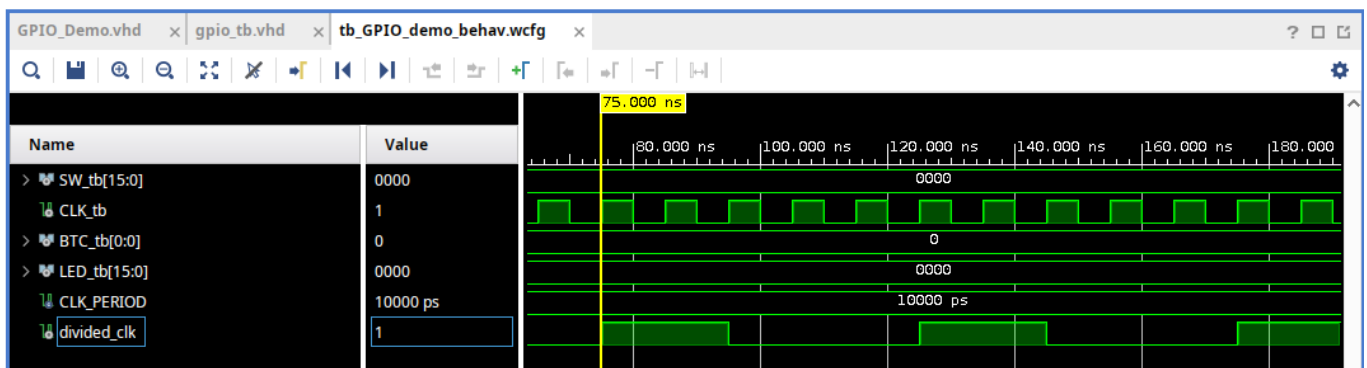 GPIO_Demo.vhd × gpio_tb.vhd × tb_GPIO_demo_behav.wcfg ×
?
75.000 ns
Name Value
80.000 ns 100.000 ns 120.000 ns 140.000 ns 160.000 ns 180.000
SW_tb[15:0] 0000 0000
CLK_tb 1
BTC_tb[0:0] 0 0
LED_tb[15:0] 0000 0000
CLK_PERIOD 10000 ps 10000 ps
divided_clk 1